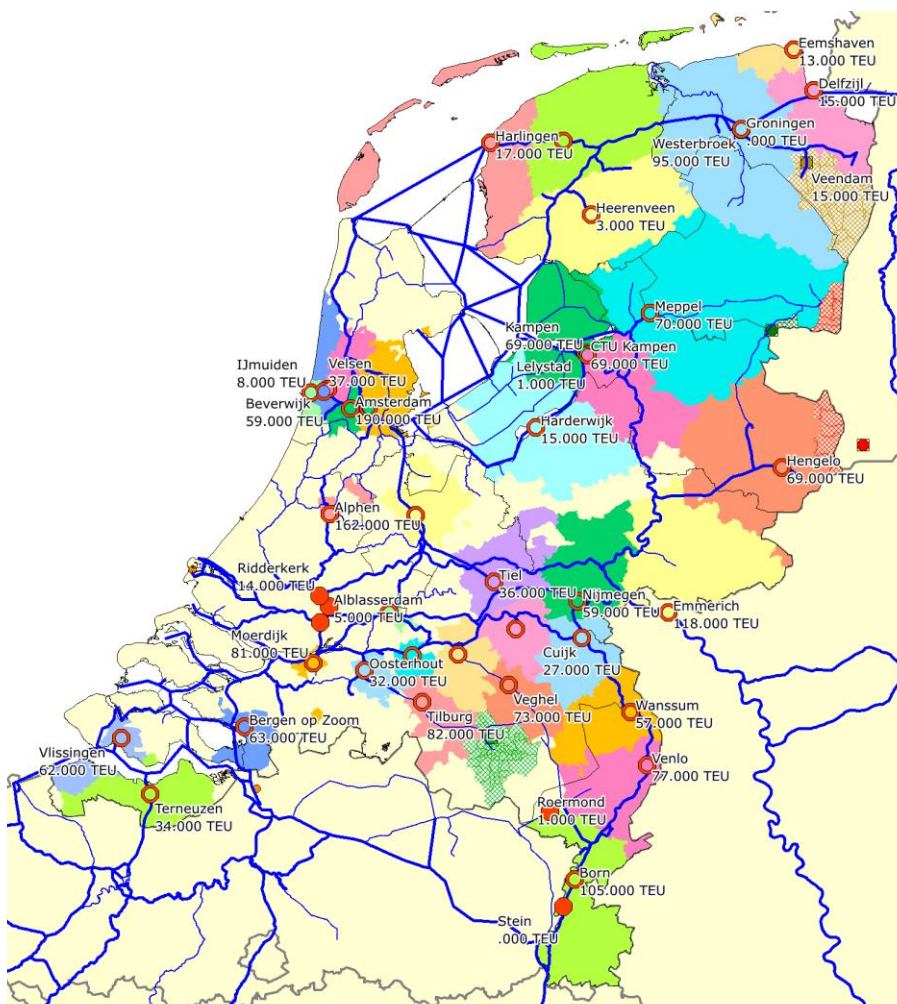 Eemshaven
13.000 TEU
Delfzijl
15.000 TEU
Groningen
.000 TEU
Harlingen
17.000 TEU
Westerbroek
95.000 TEU
Veendam
15.000 TEU
Heerenveen
3.000 TEU
Meppel
70.000 TEU
Kampen
69.000 TEU
CTU Kampen
69.000 TEU
Lelystad
1.000 TEU
IJmuiden
8.000 TEU
Velsen
37.000 TEU
Beverwijk
59.000 TEU
Amsterdam
190.000 TEU
Harderwijk
15.000 TEU
Hengelo
69.000 TEU
Alphen
162.000 TEU
Ridderkerk
14.000 TEU
Tiel
36.000 TEU
Alblasserdam
5.000 TEU
Nijmegen
59.000 TEU
Emmerich
118.000 TEU
Moerdijk
81.000 TEU
Cuijk
27.000 TEU
Oosterhout
32.000 TEU
Veghel
73.000 TEU
Wanssum
57.000 TEU
Tilburg
82.000 TEU
Bergen op Zoom
63.000 TEU
Vlissingen
62.000 TEU
Venlo
77.000 TEU
Terneuzen
34.000 TEU
Roermond
1.000 TEU
Born
105.000 TEU
Stein
.000 TEU